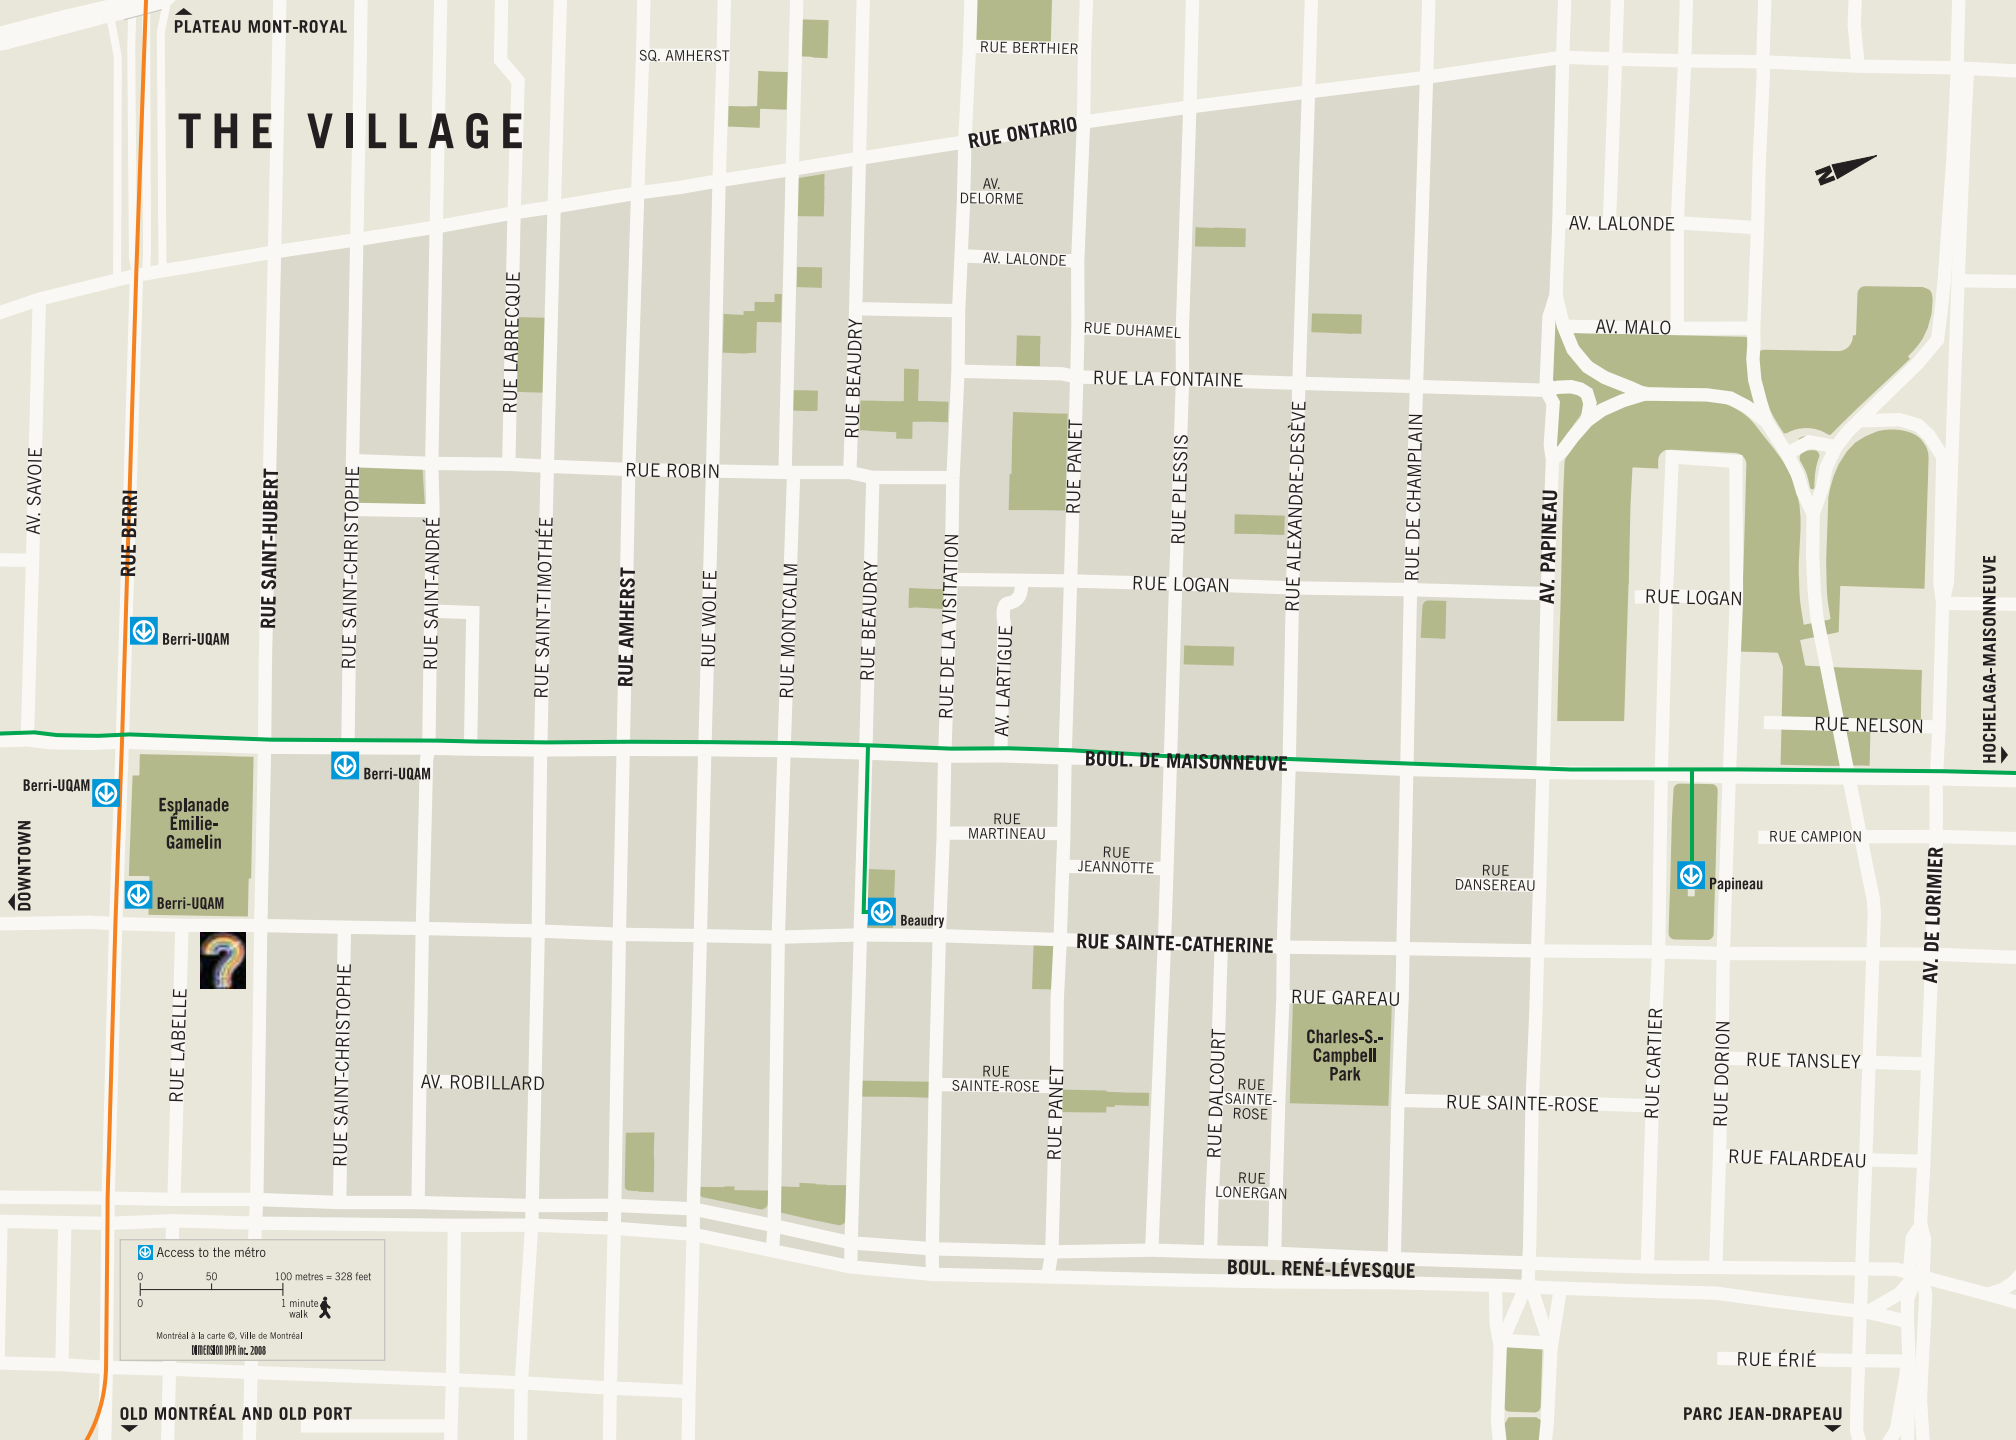 PLATEAU MONT-ROYAL
THE VILLAGE
SQ. AMHERST
RUE BERTHIER
RUE ONTARIO
AV.
DELORME
AV. LALONDE
N
AV. LALONDE
RUE DUHAMEL
AV. MALO
RUE LA FONTAINE
RUE LABRECQUE
RUE BEAUDRY
RUE ROBIN
AV. SAVOIE
RUE BERRI
RUE SAINT-HUBERT
RUE SAINT-CHRISTOPHE
RUE SAINT-ANDRÉ
RUE SAINT-TIMOTHÉE
RUE AMHERST
RUE WOLFE
RUE MONTCALM
RUE BEAUDRY
RUE DE LA VISITATION
AV. LARTIGUE
RUE PANET
RUE PLESSIS
RUE ALEXANDRE-DESÈVE
RUE DE CHAMPLAIN
AV. PAPINEAU
RUE LOGAN
RUE LOGAN
HOCHELAGA-MAISONNEUVE
Berri-UQAM
RUE NELSON
BOUL. DE MAISONNEUVE
Berri-UQAM
Berri-UQAM
DOWNTOWN
Esplanade
Émilie-
Gamelin
Berri-UQAM
RUE
MARTINEAU
RUE
JEANNOTTE
RUE
DANSEREAU
RUE CAMPION
Papineau
AV. DE LORIMIER
Beaudry
RUE SAINTE-CATHERINE
?
RUE LABELLE
RUE SAINT-CHRISTOPHE
AV. ROBILLARD
RUE
SAINTE-ROSE
RUE PANET
RUE DALCOURT
RUE
SAINTE-
ROSE
RUE GAREAU
Charles-S.-
Campbell
Park
RUE SAINTE-ROSE
RUE CARTIER
RUE DORION
RUE TANSLEY
RUE FALARDEAU
RUE
LONERGAN
BOUL. RENÉ-LÉVESQUE
Access to the métro
0 50 100 metres = 328 feet
0 1 minute
walk
Montréal à la carte ©, Ville de Montréal
DIMENSION DPR inc. 2008
RUE ÉRIÉ
OLD MONTRÉAL AND OLD PORT
PARC JEAN-DRAPEAU